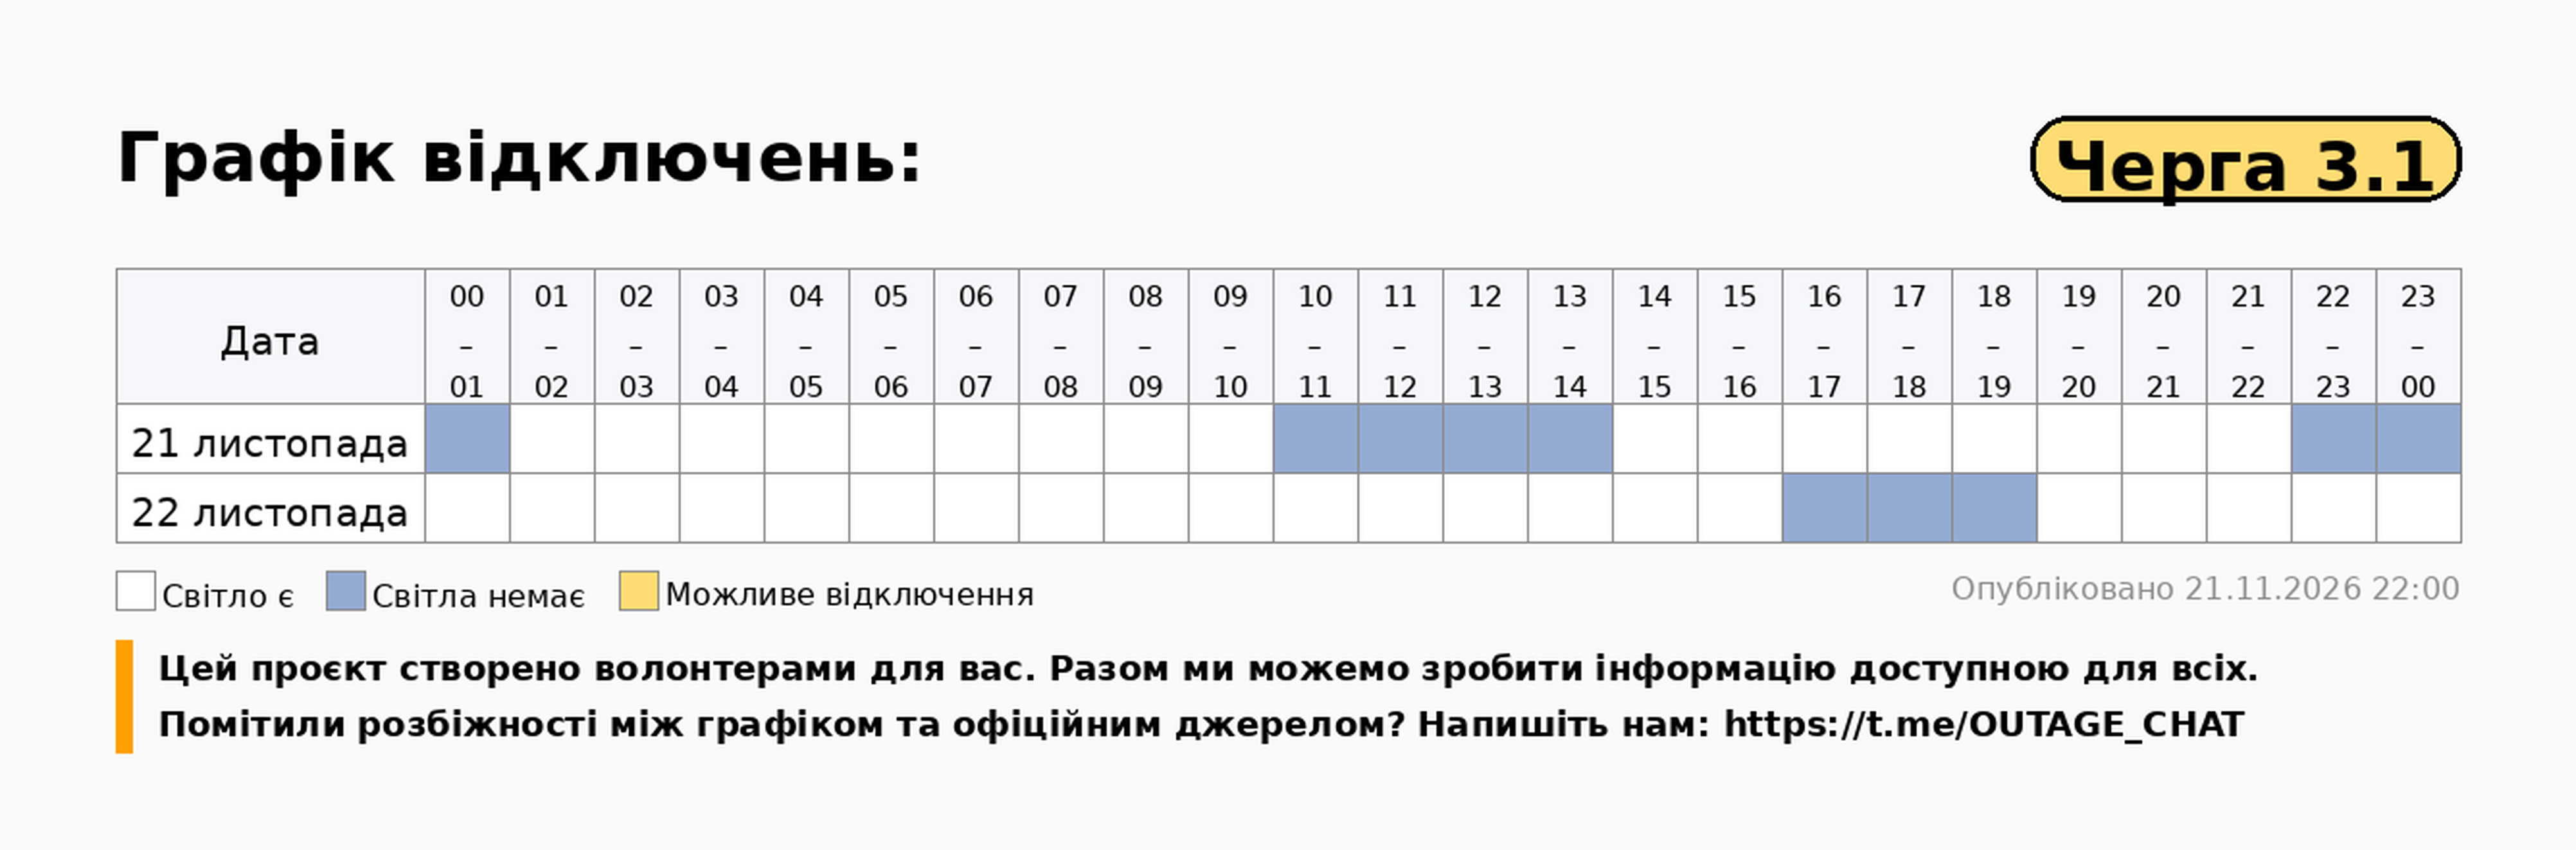 Графік відключень:
Черга 3.1
Дата
00 – 01
01 – 02
02 – 03
03 – 04
04 – 05
05 – 06
06 – 07
07 – 08
08 – 09
09 – 10
10 – 11
11 – 12
12 – 13
13 – 14
14 – 15
15 – 16
16 – 17
17 – 18
18 – 19
19 – 20
20 – 21
21 – 22
22 – 23
23 – 00
21 листопада
22 листопада
Світло є
Світла немає
Можливе відключення
Опубліковано 21.11.2026 22:00
Цей проєкт створено волонтерами для вас. Разом ми можемо зробити інформацію доступною для всіх.
Помітили розбіжності між графіком та офіційним джерелом? Напишіть нам: https://t.me/OUTAGE_CHAT